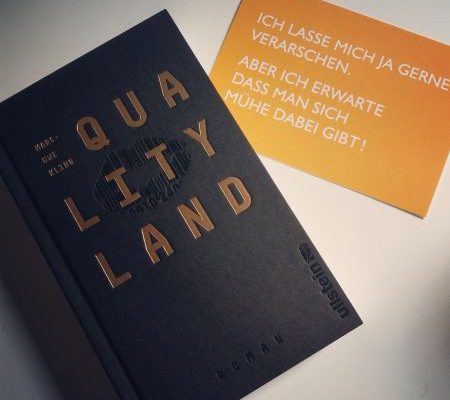 MARC-
UWE
KLING
QUA
LITY
LAND
ullstein
ROMAN
ICH LASSE MICH JA GERNE
VERARSCHEN.
ABER ICH ERWARTE
DASS MAN SICH
MÜHE DABEI GIBT!